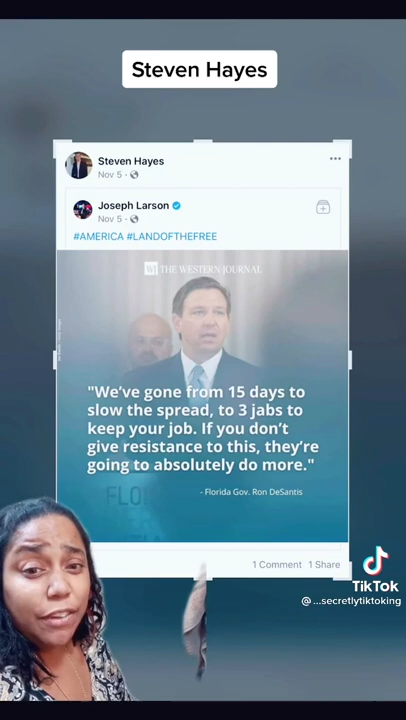 Steven Hayes
Steven Hayes
Nov 5 ·
Joseph Larson
Nov 5 ·
#AMERICA #LANDOFTHEFREE
WJ THE WESTERN JOURNAL
"We've gone from 15 days to
slow the spread, to 3 jabs to
keep your job. If you don't
give resistance to this, they're
going to absolutely do more."
- Florida Gov. Ron DeSantis
FLO
1 Comment 1 Share
TikTok
@ ...secretlytiktoking